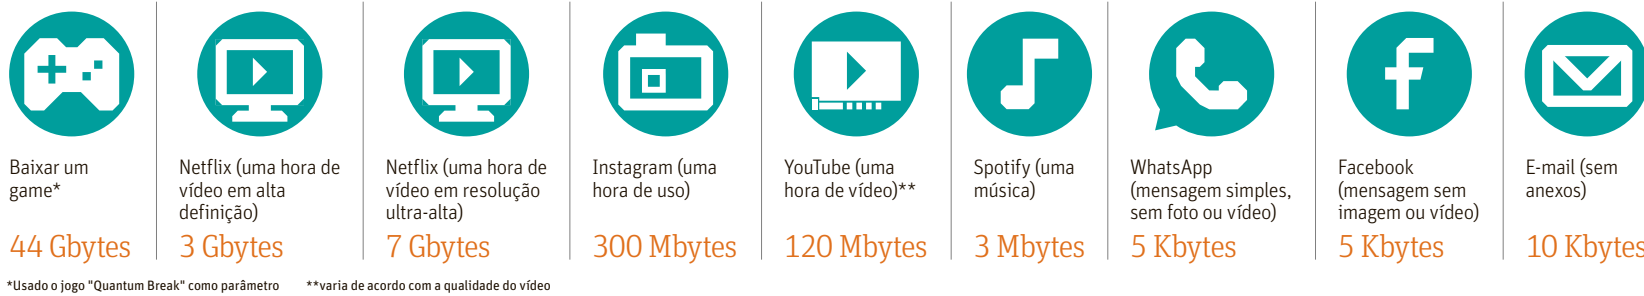 Baixar um
game*
44 Gbytes
Netflix (uma hora de
vídeo em alta
definição)
3 Gbytes
Netflix (uma hora de
vídeo em resolução
ultra-alta)
7 Gbytes
Instagram (uma
hora de uso)
300 Mbytes
YouTube (uma
hora de vídeo)**
120 Mbytes
Spotify (uma
música)
3 Mbytes
WhatsApp
(mensagem simples,
sem foto ou vídeo)
5 Kbytes
Facebook
(mensagem sem
imagem ou vídeo)
5 Kbytes
E-mail (sem
anexos)
10 Kbytes
*Usado o jogo "Quantum Break" como parâmetro
**varia de acordo com a qualidade do vídeo